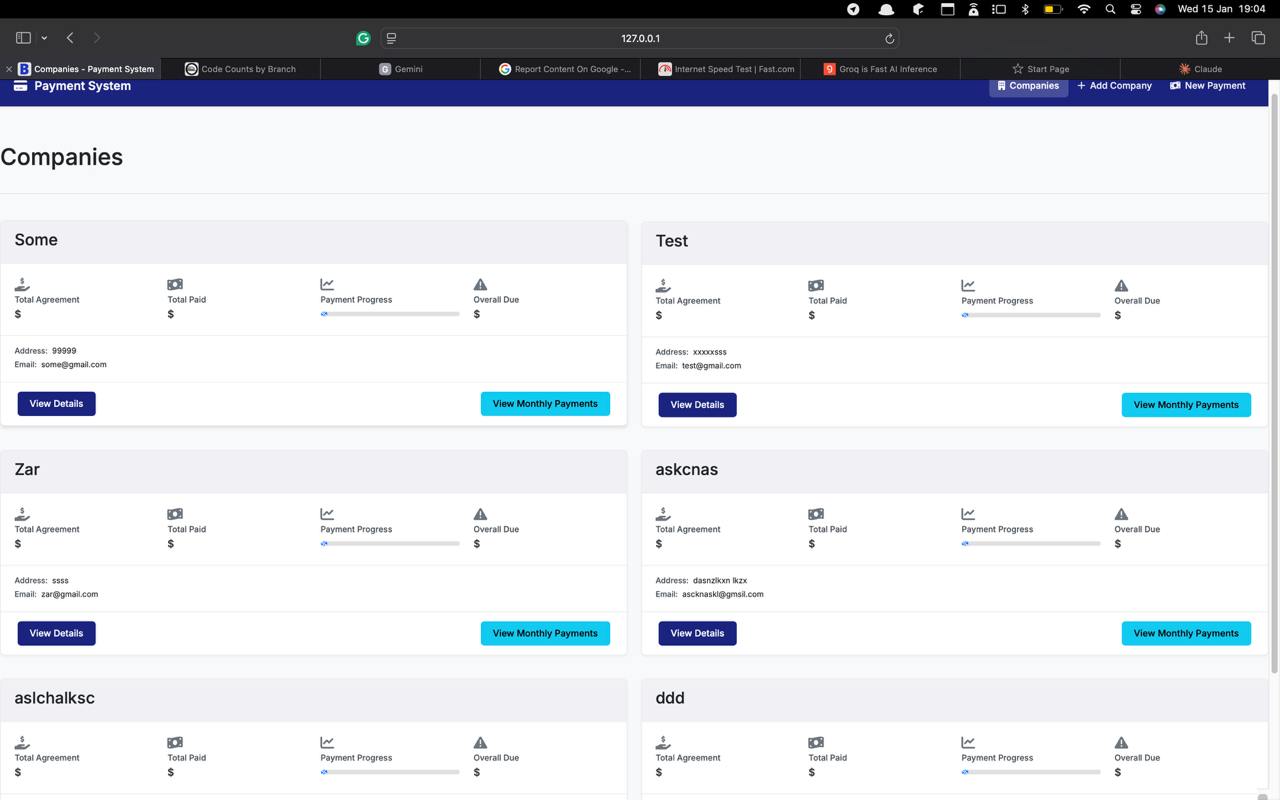 Wed 15 Jan 19:04
127.0.0.1
Companies - Payment System
Code Counts by Branch
Gemini
Report Content On Google -...
Internet Speed Test | Fast.com
Groq is Fast AI Inference
Start Page
Claude
Payment System
Companies
+ Add Company
New Payment
Companies
Some
Total Agreement
$
Total Paid
$
Payment Progress
Overall Due
$
Address: 99999
Email: some@gmail.com
View Details
View Monthly Payments
Test
Total Agreement
$
Total Paid
$
Payment Progress
Overall Due
$
Address: xxxxxsss
Email: test@gmail.com
View Details
View Monthly Payments
Zar
Total Agreement
$
Total Paid
$
Payment Progress
Overall Due
$
Address: ssss
Email: zar@gmail.com
View Details
View Monthly Payments
askcnas
Total Agreement
$
Total Paid
$
Payment Progress
Overall Due
$
Address: dasnzlkxn lkzx
Email: ascknaskl@gmsil.com
View Details
View Monthly Payments
aslchalksc
Total Agreement
$
Total Paid
$
Payment Progress
Overall Due
$
ddd
Total Agreement
$
Total Paid
$
Payment Progress
Overall Due
$